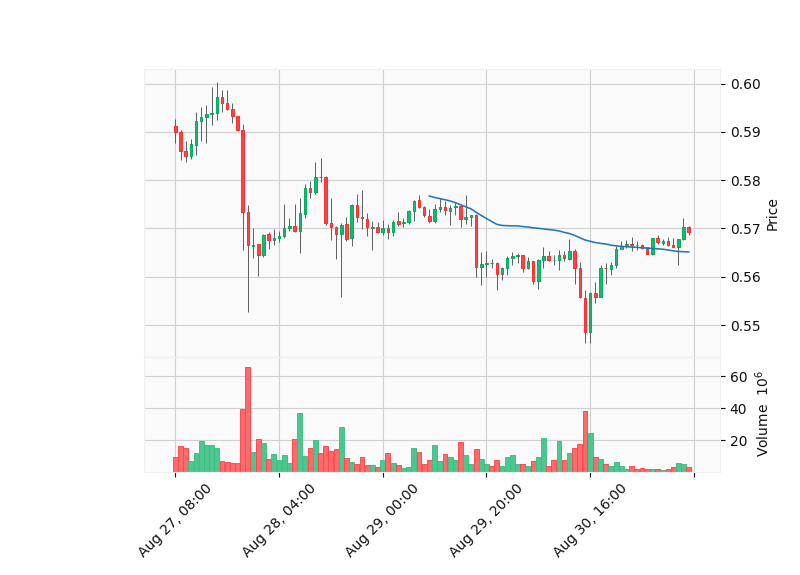 0.60
0.59
0.58
0.57
0.56
0.55
Price
60
40
20
Volume 10^6
Aug 27, 08:00
Aug 28, 04:00
Aug 29, 00:00
Aug 29, 20:00
Aug 30, 16:00